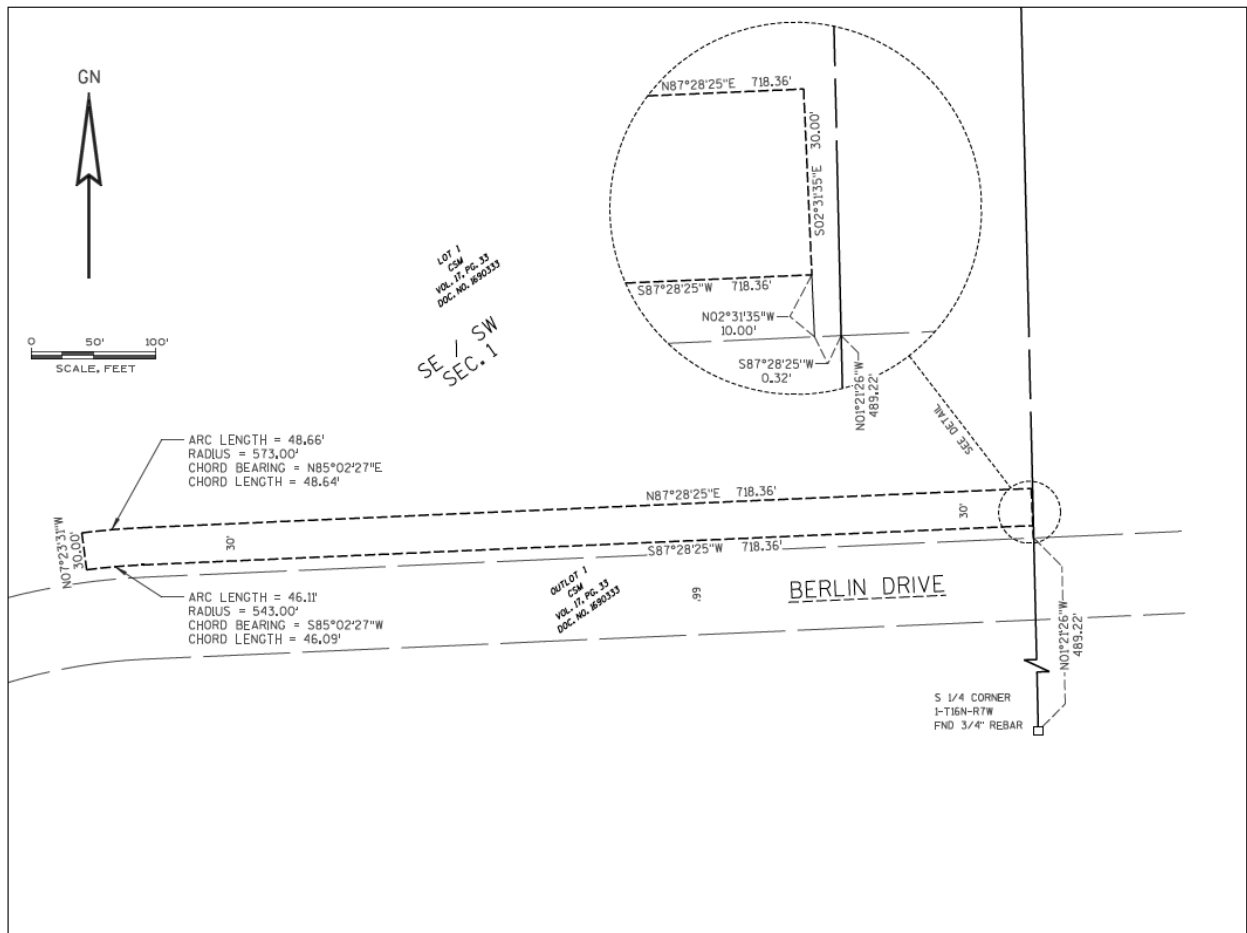 GN
N87°28'25"E 718.36'
S02°31'35"E 30.00'
LOT 1
CSM
VOL. 17, PG. 33
DOC. NO. 1690333
S87°28'25"W 718.36'
N02°31'35"W
10.00'
SE / SW
SEC. 1
0 50' 100'
SCALE, FEET
S87°28'25"W
0.32'
N01°21'26"W
489.22'
SEE DETAIL
ARC LENGTH = 48.66'
RADIUS = 573.00'
CHORD BEARING = N85°02'27"E
CHORD LENGTH = 48.64'
N87°28'25"E 718.36'
N07°23'31"W
30.00'
30'
30'
S87°28'25"W 718.36'
ARC LENGTH = 46.11'
RADIUS = 543.00'
CHORD BEARING = S85°02'27"W
CHORD LENGTH = 46.09'
OUTLOT 1
CSM
VOL. 17, PG. 33
DOC. NO. 1690333
66'
BERLIN DRIVE
N01°21'26"W
489.22'
S 1/4 CORNER
1-T16N-R7W
FND 3/4" REBAR